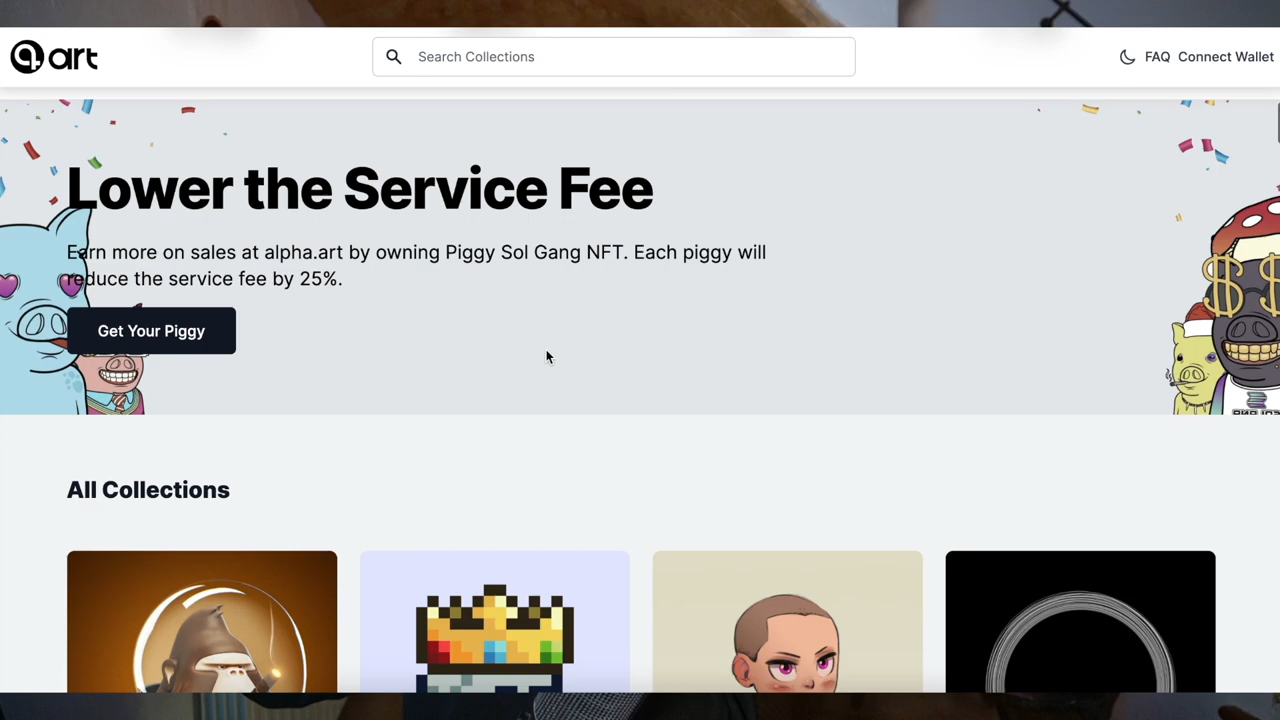 art
Search Collections
FAQ Connect Wallet
Lower the Service Fee
Earn more on sales at alpha.art by owning Piggy Sol Gang NFT. Each piggy will
reduce the service fee by 25%.
Get Your Piggy
All Collections